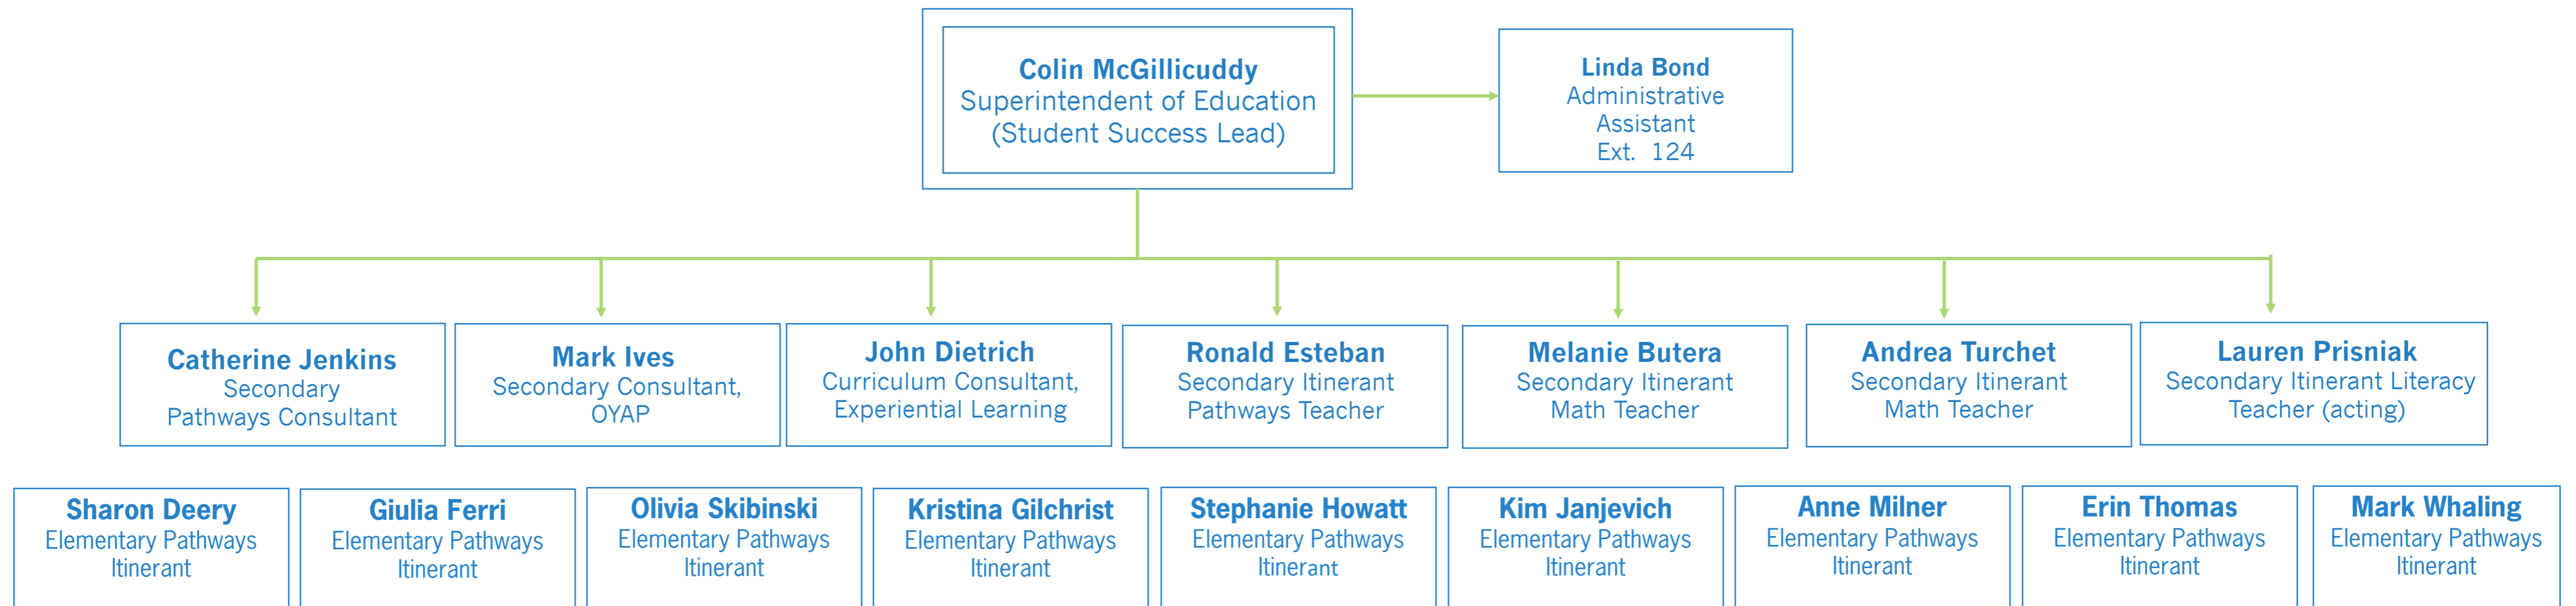 Colin McGillicuddy
Superintendent of Education
(Student Success Lead)
Linda Bond
Administrative
Assistant
Ext. 124
Catherine Jenkins
Secondary
Pathways Consultant
Mark Ives
Secondary Consultant,
OYAP
John Dietrich
Curriculum Consultant,
Experiential Learning
Ronald Esteban
Secondary Itinerant
Pathways Teacher
Melanie Butera
Secondary Itinerant
Math Teacher
Andrea Turchet
Secondary Itinerant
Math Teacher
Lauren Prisniak
Secondary Itinerant Literacy
Teacher (acting)
Sharon Deery
Elementary Pathways
Itinerant
Giulia Ferri
Elementary Pathways
Itinerant
Olivia Skibinski
Elementary Pathways
Itinerant
Kristina Gilchrist
Elementary Pathways
Itinerant
Stephanie Howatt
Elementary Pathways
Itinerant
Kim Janjevich
Elementary Pathways
Itinerant
Anne Milner
Elementary Pathways
Itinerant
Erin Thomas
Elementary Pathways
Itinerant
Mark Whaling
Elementary Pathways
Itinerant